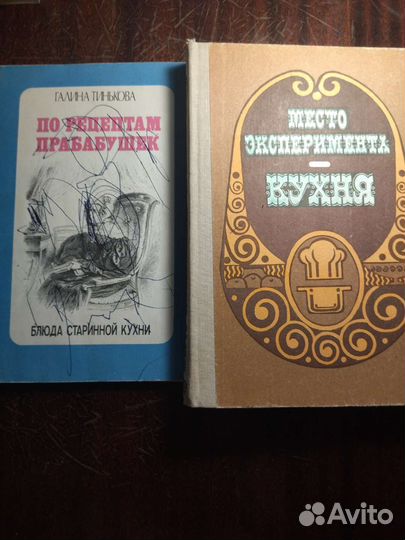 ГАЛИНА ТИНЬКОВА
ПО РЕЦЕПТАМ
ПРАБАБУШЕК
БЛЮДА СТАРИННОЙ КУХНИ
МЕСТО
ЭКСПЕРИМЕНТА
—
КУХНЯ
Avito